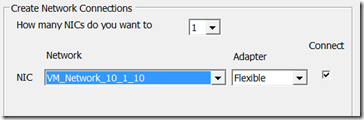 Create Network Connections
How many NICs do you want to 1
Network Adapter Connect
NIC VM_Network_10_1_10 Flexible